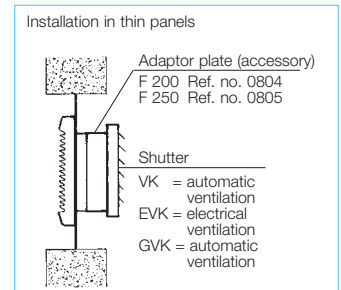 Installation in thin panels
Adaptor plate (accessory)
F 200 Ref. no. 0804
F 250 Ref. no. 0805
Shutter
VK = automatic
ventilation
EVK = electrical
ventilation
GVK = automatic
ventilation